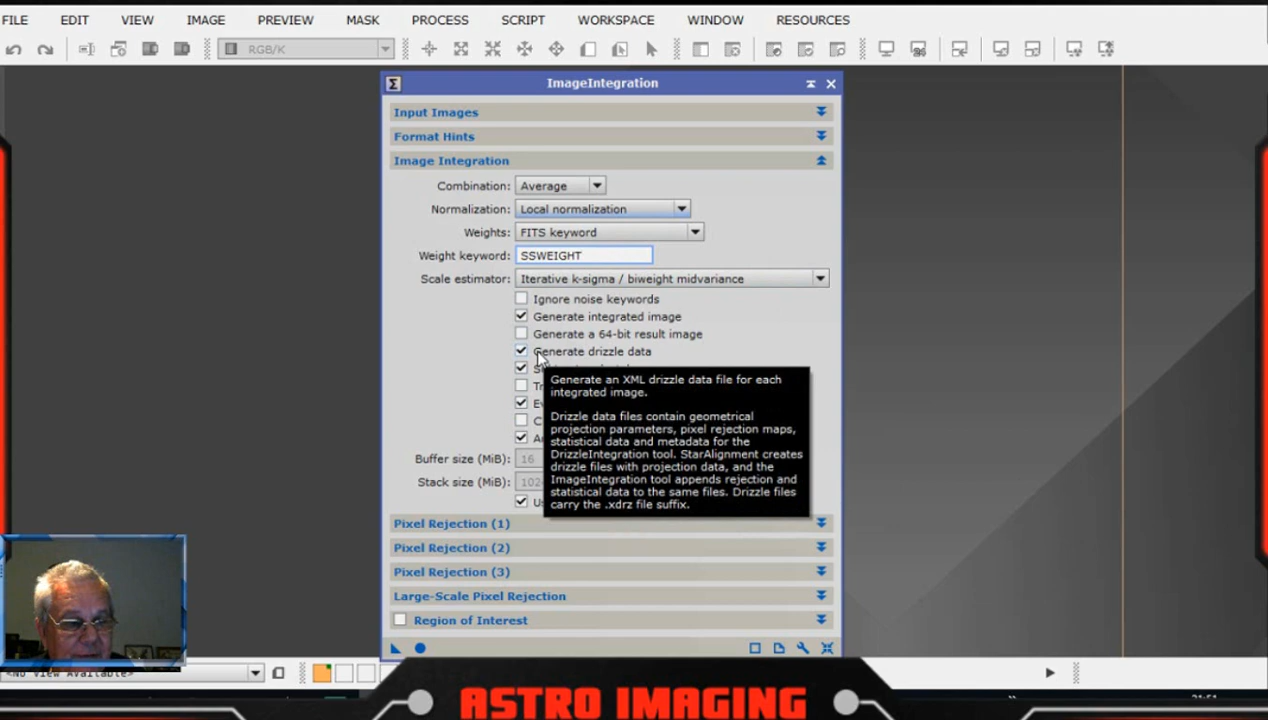 FILE EDIT VIEW IMAGE PREVIEW MASK PROCESS SCRIPT WORKSPACE WINDOW RESOURCES
RGB/K
ImageIntegration
Input Images
Format Hints
Image Integration
Combination: Average
Normalization: Local normalization
Weights: FITS keyword
Weight keyword: SSWEIGHT
Scale estimator: Iterative k-sigma / biweight midvariance
Ignore noise keywords
Generate integrated image
Generate a 64-bit result image
Generate drizzle data
Generate an XML drizzle data file for each
integrated image.
Drizzle data files contain geometrical
projection parameters, pixel rejection maps,
statistical data and metadata for the
DrizzleIntegration tool. StarAlignment creates
drizzle files with projection data, and the
ImageIntegration tool appends rejection and
statistical data to the same files. Drizzle files
carry the .xdrz file suffix.
Buffer size (MiB): 16
Stack size (MiB):
Pixel Rejection (1)
Pixel Rejection (2)
Pixel Rejection (3)
Large-Scale Pixel Rejection
Region of Interest
<No View Available>
ASTRO IMAGING